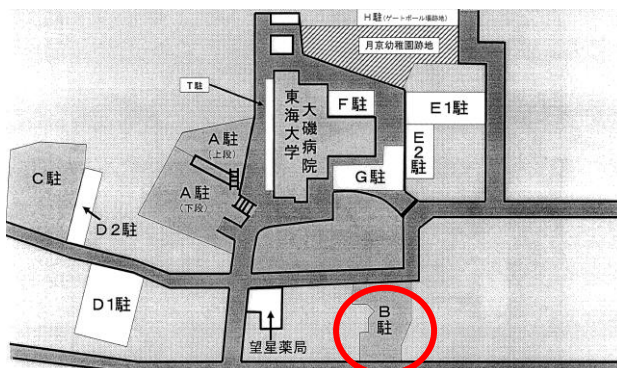 H駐(ゲートボール場跡地)
月京幼稚園跡地
T駐
東海大学
大磯病院
F駐
E1駐
E2駐
G駐
A駐
(上段)
A駐
(下段)
C駐
D2駐
D1駐
B駐
望星薬局